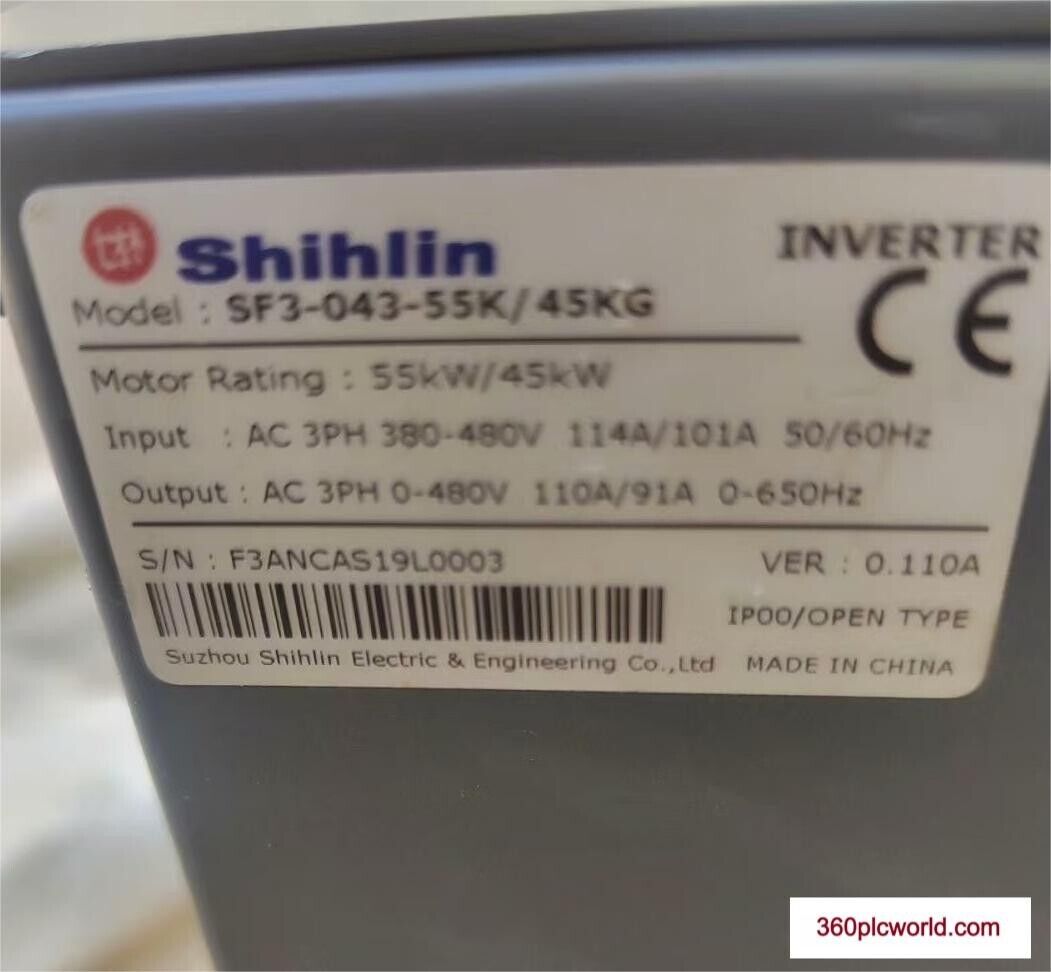 Shihlin
INVERTER
Model : SF3-043-55K/45KG
CE
Motor Rating : 55kW/45kW
Input : AC 3PH 380-480V 114A/101A 50/60Hz
Output : AC 3PH 0-480V 110A/91A 0-650Hz
S/N : F3ANCAS19L0003
VER : 0.110A
IP00/OPEN TYPE
Suzhou Shihlin Electric & Engineering Co.,Ltd MADE IN CHINA
360plcworld.com